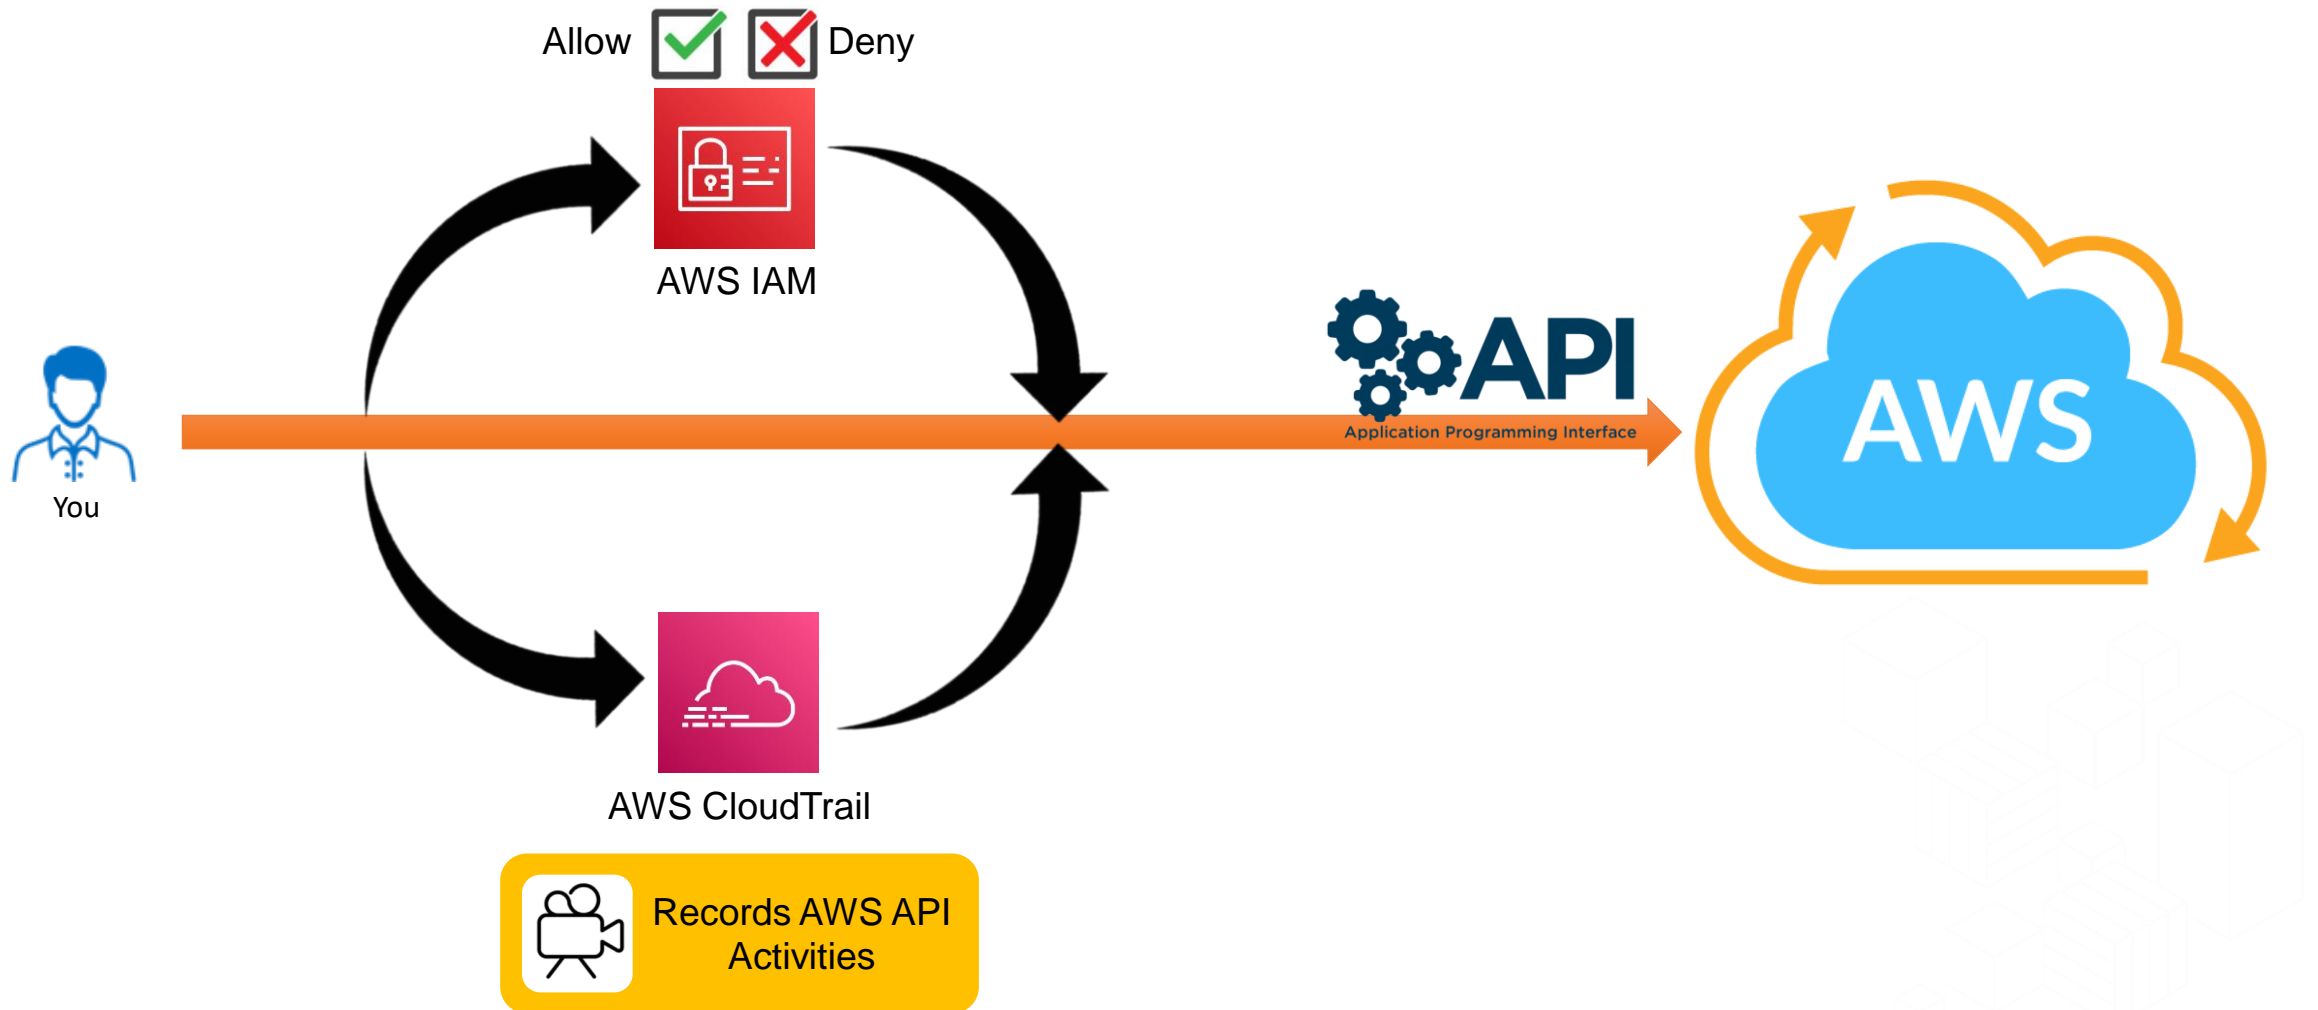 Allow
Deny
AWS IAM
You
API
Application Programming Interface
AWS
AWS CloudTrail
Records AWS API
Activities